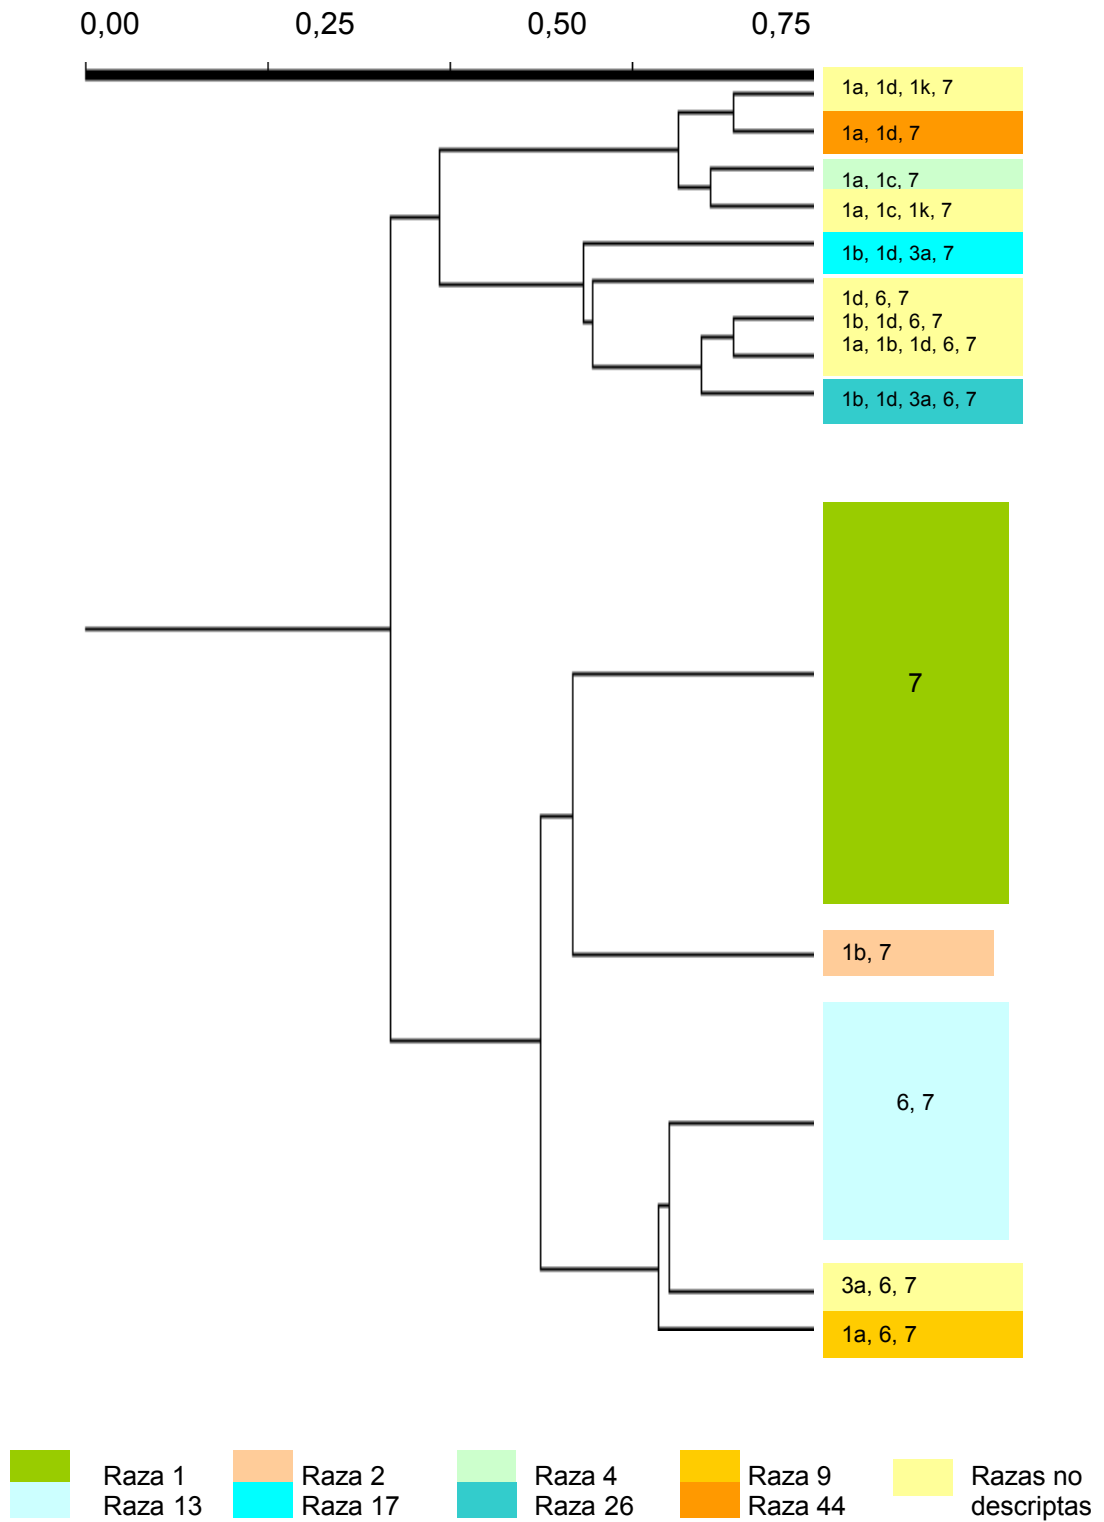 0,00 0,25 0,50 0,75
1a, 1d, 1k, 7
1a, 1d, 7
1a, 1c, 7
1a, 1c, 1k, 7
1b, 1d, 3a, 7
1d, 6, 7
1b, 1d, 6, 7
1a, 1b, 1d, 6, 7
1b, 1d, 3a, 6, 7
7
1b, 7
6, 7
3a, 6, 7
1a, 6, 7
Raza 1 Raza 2 Raza 4 Raza 9 Razas no
Raza 13 Raza 17 Raza 26 Raza 44 descriptas